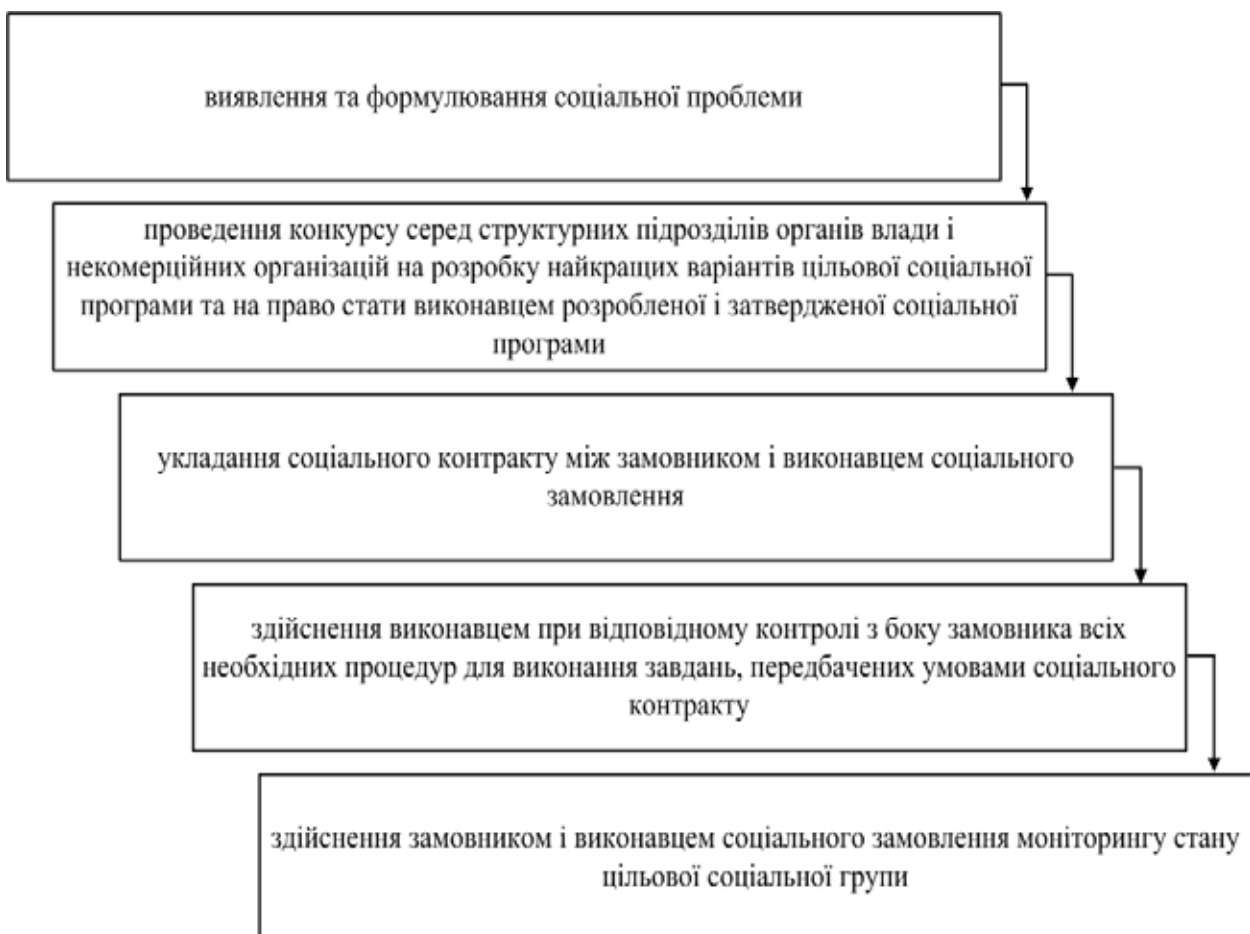 виявлення та формулювання соціальної проблеми
проведення конкурсу серед структурних підрозділів органів влади і
некомерційних організацій на розробку найкращих варіантів цільової соціальної
програми та на право стати виконавцем розробленої і затвердженої соціальної
програми
укладання соціального контракту між замовником і виконавцем соціального
замовлення
здійснення виконавцем при відповідному контролі з боку замовника всіх
необхідних процедур для виконання завдань, передбачених умовами соціального
контракту
здійснення замовником і виконавцем соціального замовлення моніторингу стану
цільової соціальної групи